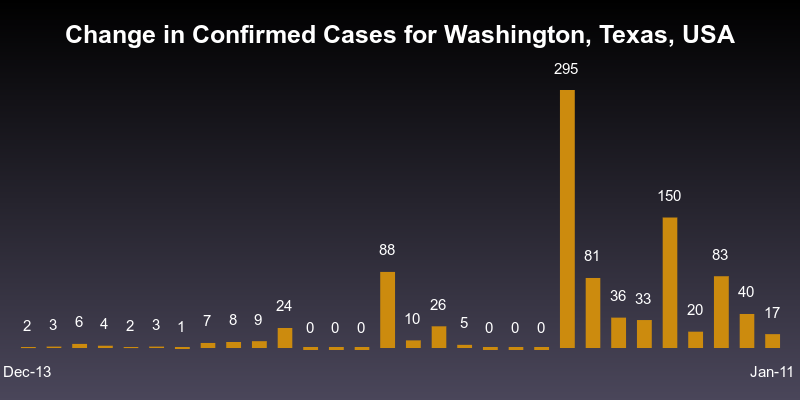 Change in Confirmed Cases for Washington, Texas, USA
2 3 6 4 2 3 1 7 8 9 24 0 0 0 88 10 26 5 0 0 0 295 81 36 33 150 20 83 40 17
Dec-13 Jan-11